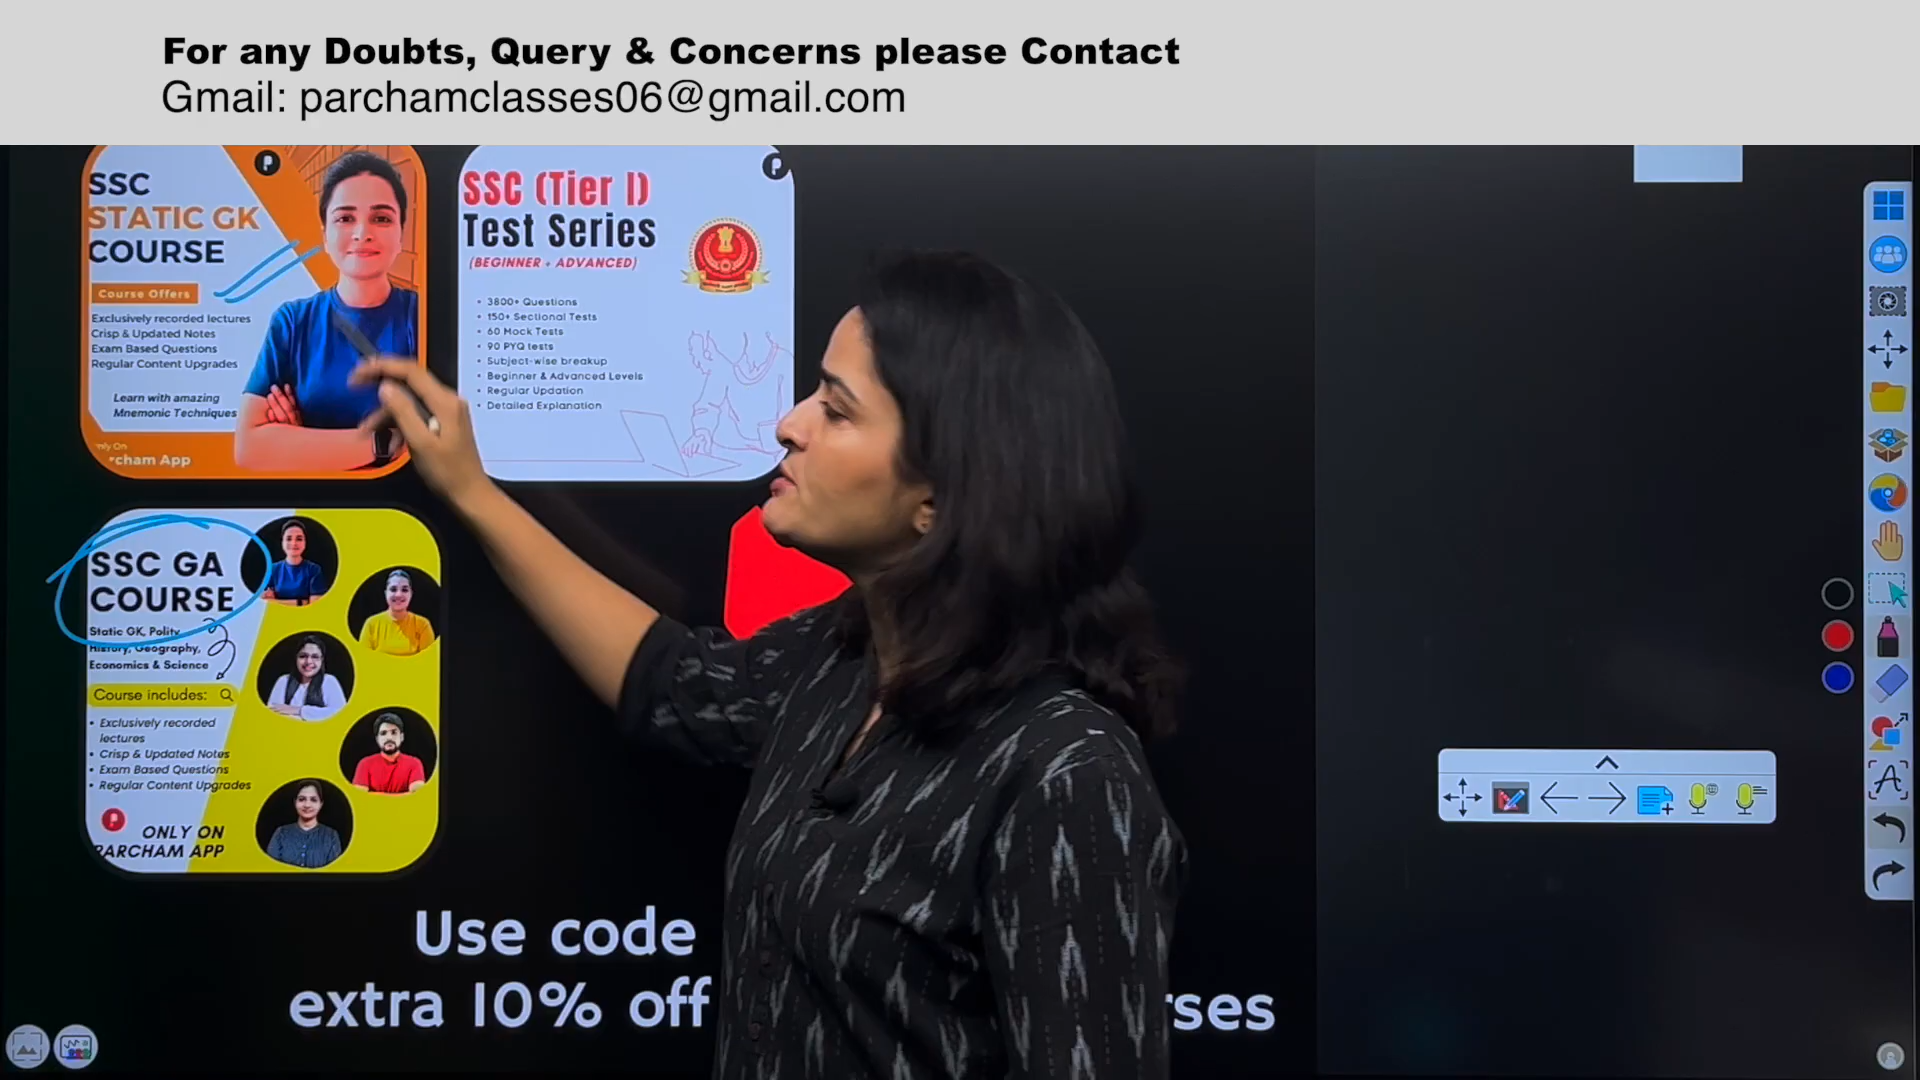 For any Doubts, Query & Concerns please Contact
Gmail: parchamclasses06@gmail.com
SSC
STATIC GK
COURSE
Course Offers
Exclusively recorded lectures
Crisp & Updated Notes
Exam Based Questions
Regular Content Upgrades
Learn with amazing
Mnemonic Techniques
nly On
rcham App
SSC (Tier I)
Test Series
(BEGINNER + ADVANCED)
• 3800+ Questions
• 150+ Sectional Tests
• 60 Mock Tests
• 90 PYQ tests
• Subject-wise breakup
• Beginner & Advanced Levels
• Regular Updation
• Detailed Explanation
SSC GA
COURSE
Static GK, Polity
History, Geography,
Economics & Science
Course includes:
• Exclusively recorded
lectures
• Crisp & Updated Notes
• Exam Based Questions
• Regular Content Upgrades
ONLY ON
PARCHAM APP
Use code
extra 10% off
rses